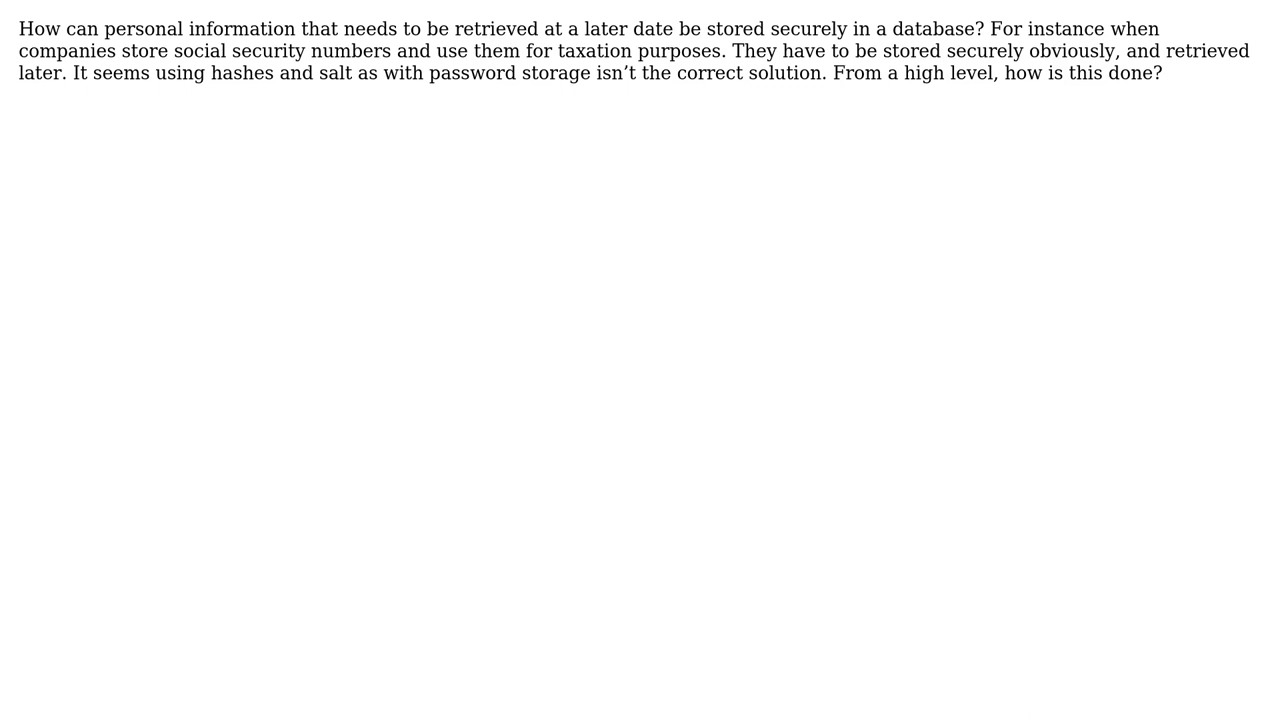 How can personal information that needs to be retrieved at a later date be stored securely in a database? For instance when
companies store social security numbers and use them for taxation purposes. They have to be stored securely obviously, and retrieved
later. It seems using hashes and salt as with password storage isn’t the correct solution. From a high level, how is this done?